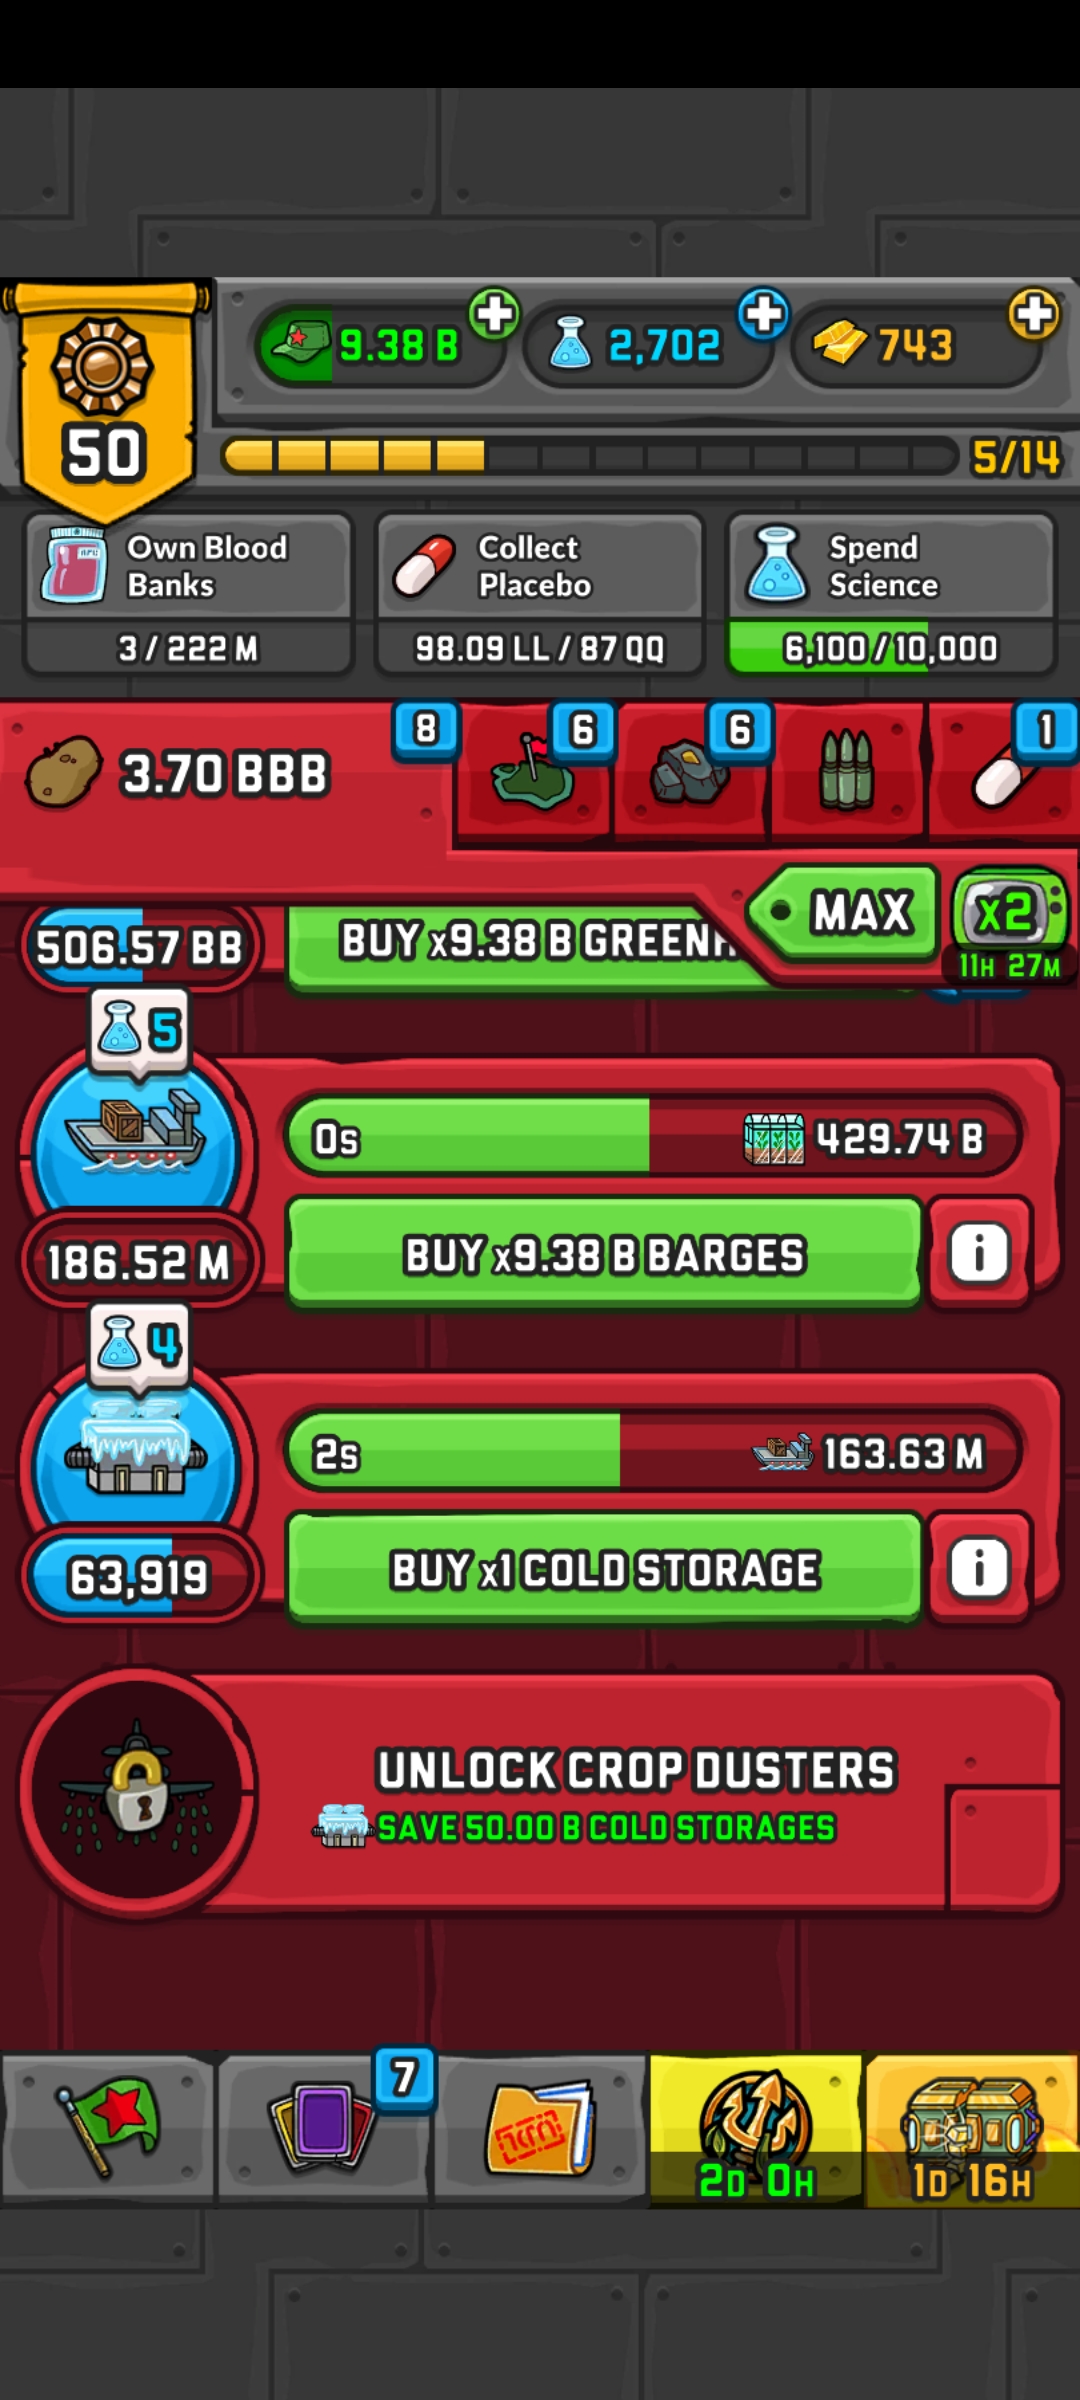 9.38 B
2,702
743
50
5/14
Own Blood
Banks
3 / 222 M
Collect
Placebo
98.09 LL / 87 QQ
Spend
Science
6,100 / 10,000
3.70 BBB
8
6
6
1
MAX
x2
11H 27M
506.57 BB
BUY x9.38 B GREENH
5
0s
429.74 B
186.52 M
BUY x9.38 B BARGES
i
4
2s
163.63 M
63,919
BUY x1 COLD STORAGE
i
UNLOCK CROP DUSTERS
SAVE 50.00 B COLD STORAGES
7
2D 0H
1D 16H